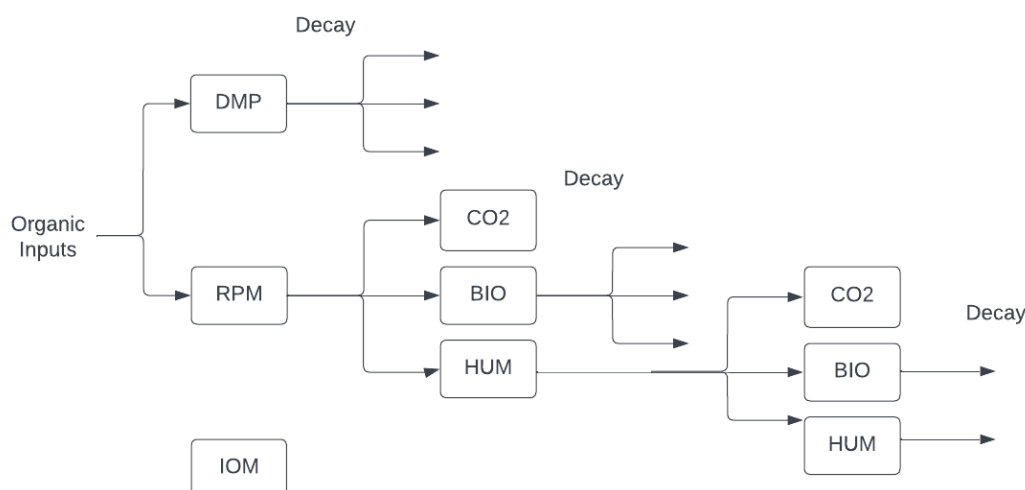 Decay
DMP
Decay
CO2
Organic
Inputs
RPM
BIO
CO2
Decay
HUM
BIO
HUM
IOM